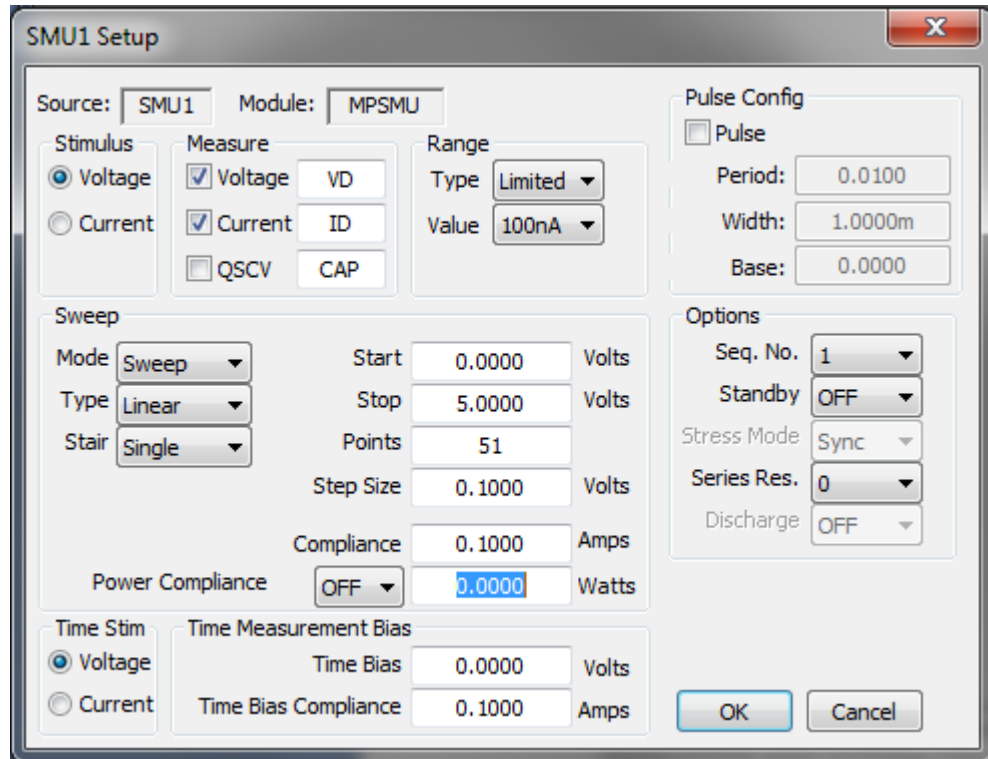 SMU1 Setup
Source: SMU1 Module: MPSMU
Stimulus
Voltage
Current
Measure
Voltage VD
Current ID
QSCV CAP
Range
Type Limited
Value 100nA
Pulse Config
Pulse
Period: 0.0100
Width: 1.0000m
Base: 0.0000
Sweep
Mode Sweep
Type Linear
Stair Single
Start 0.0000 Volts
Stop 5.0000 Volts
Points 51
Step Size 0.1000 Volts
Compliance 0.1000 Amps
Power Compliance OFF 0.0000 Watts
Options
Seq. No. 1
Standby OFF
Stress Mode Sync
Series Res. 0
Discharge OFF
Time Stim
Voltage
Current
Time Measurement Bias
Time Bias 0.0000 Volts
Time Bias Compliance 0.1000 Amps
OK Cancel